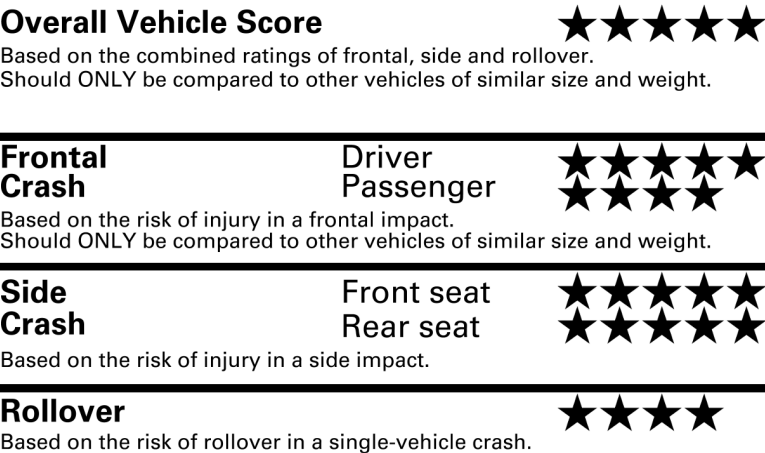 Overall Vehicle Score ★★★★★
Based on the combined ratings of frontal, side and rollover.
Should ONLY be compared to other vehicles of similar size and weight.
Frontal Driver ★★★★★
Crash Passenger ★★★★
Based on the risk of injury in a frontal impact.
Should ONLY be compared to other vehicles of similar size and weight.
Side Front seat ★★★★★
Crash Rear seat ★★★★★
Based on the risk of injury in a side impact.
Rollover ★★★★
Based on the risk of rollover in a single-vehicle crash.